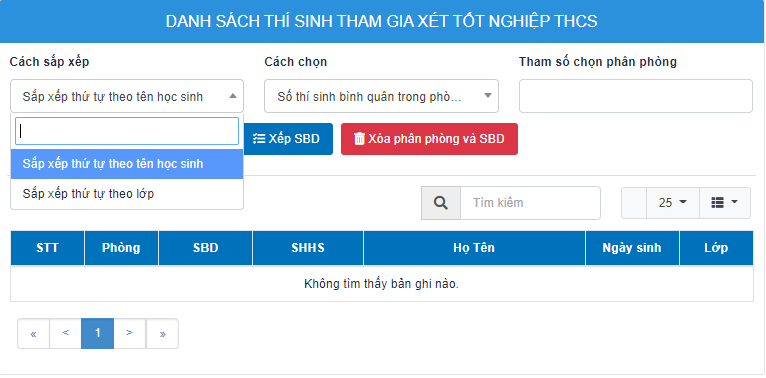 DANH SÁCH THÍ SINH THAM GIA XÉT TỐT NGHIỆP THCS
Cách sắp xếp Cách chọn Tham số chọn phân phòng
Sắp xếp thứ tự theo tên học sinh Số thí sinh bình quân trong phò...
Xếp SBD Xòa phân phòng và SBD
Sắp xếp thứ tự theo tên học sinh
Sắp xếp thứ tự theo lớp
Tìm kiếm 25
STT Phòng SBD SHHS Họ Tên Ngày sinh Lớp
Không tìm thấy bản ghi nào.
« < 1 > »